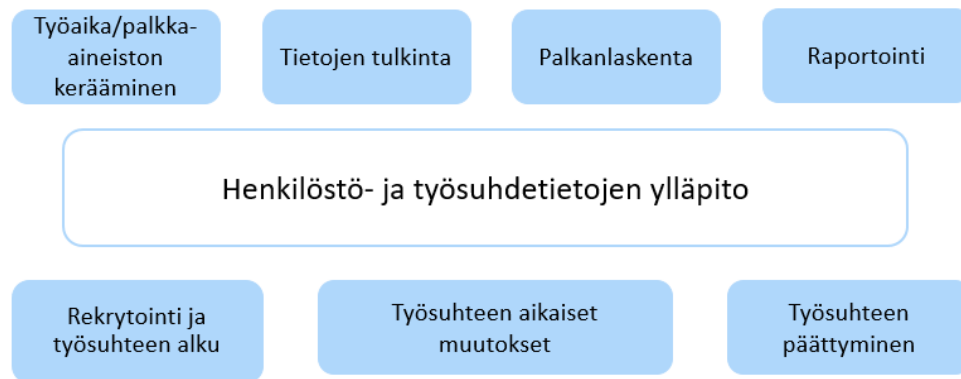 Työaika/palkka-
aineiston
kerääminen
Tietojen tulkinta
Palkanlaskenta
Raportointi
Henkilöstö- ja työsuhdetietojen ylläpito
Rekrytointi ja
työsuhteen alku
Työsuhteen aikaiset
muutokset
Työsuhteen
päättyminen